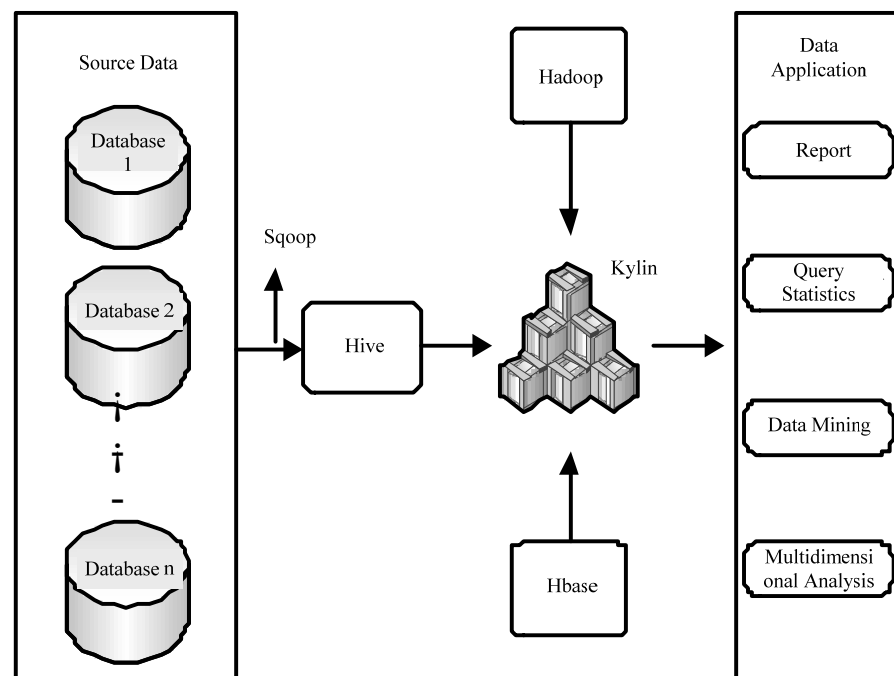 Source Data
Database
1
Database 2
Database n
Sqoop
Hive
Hadoop
Kylin
Hbase
Data
Application
Report
Query
Statistics
Data Mining
Multidimensi
onal Analysis